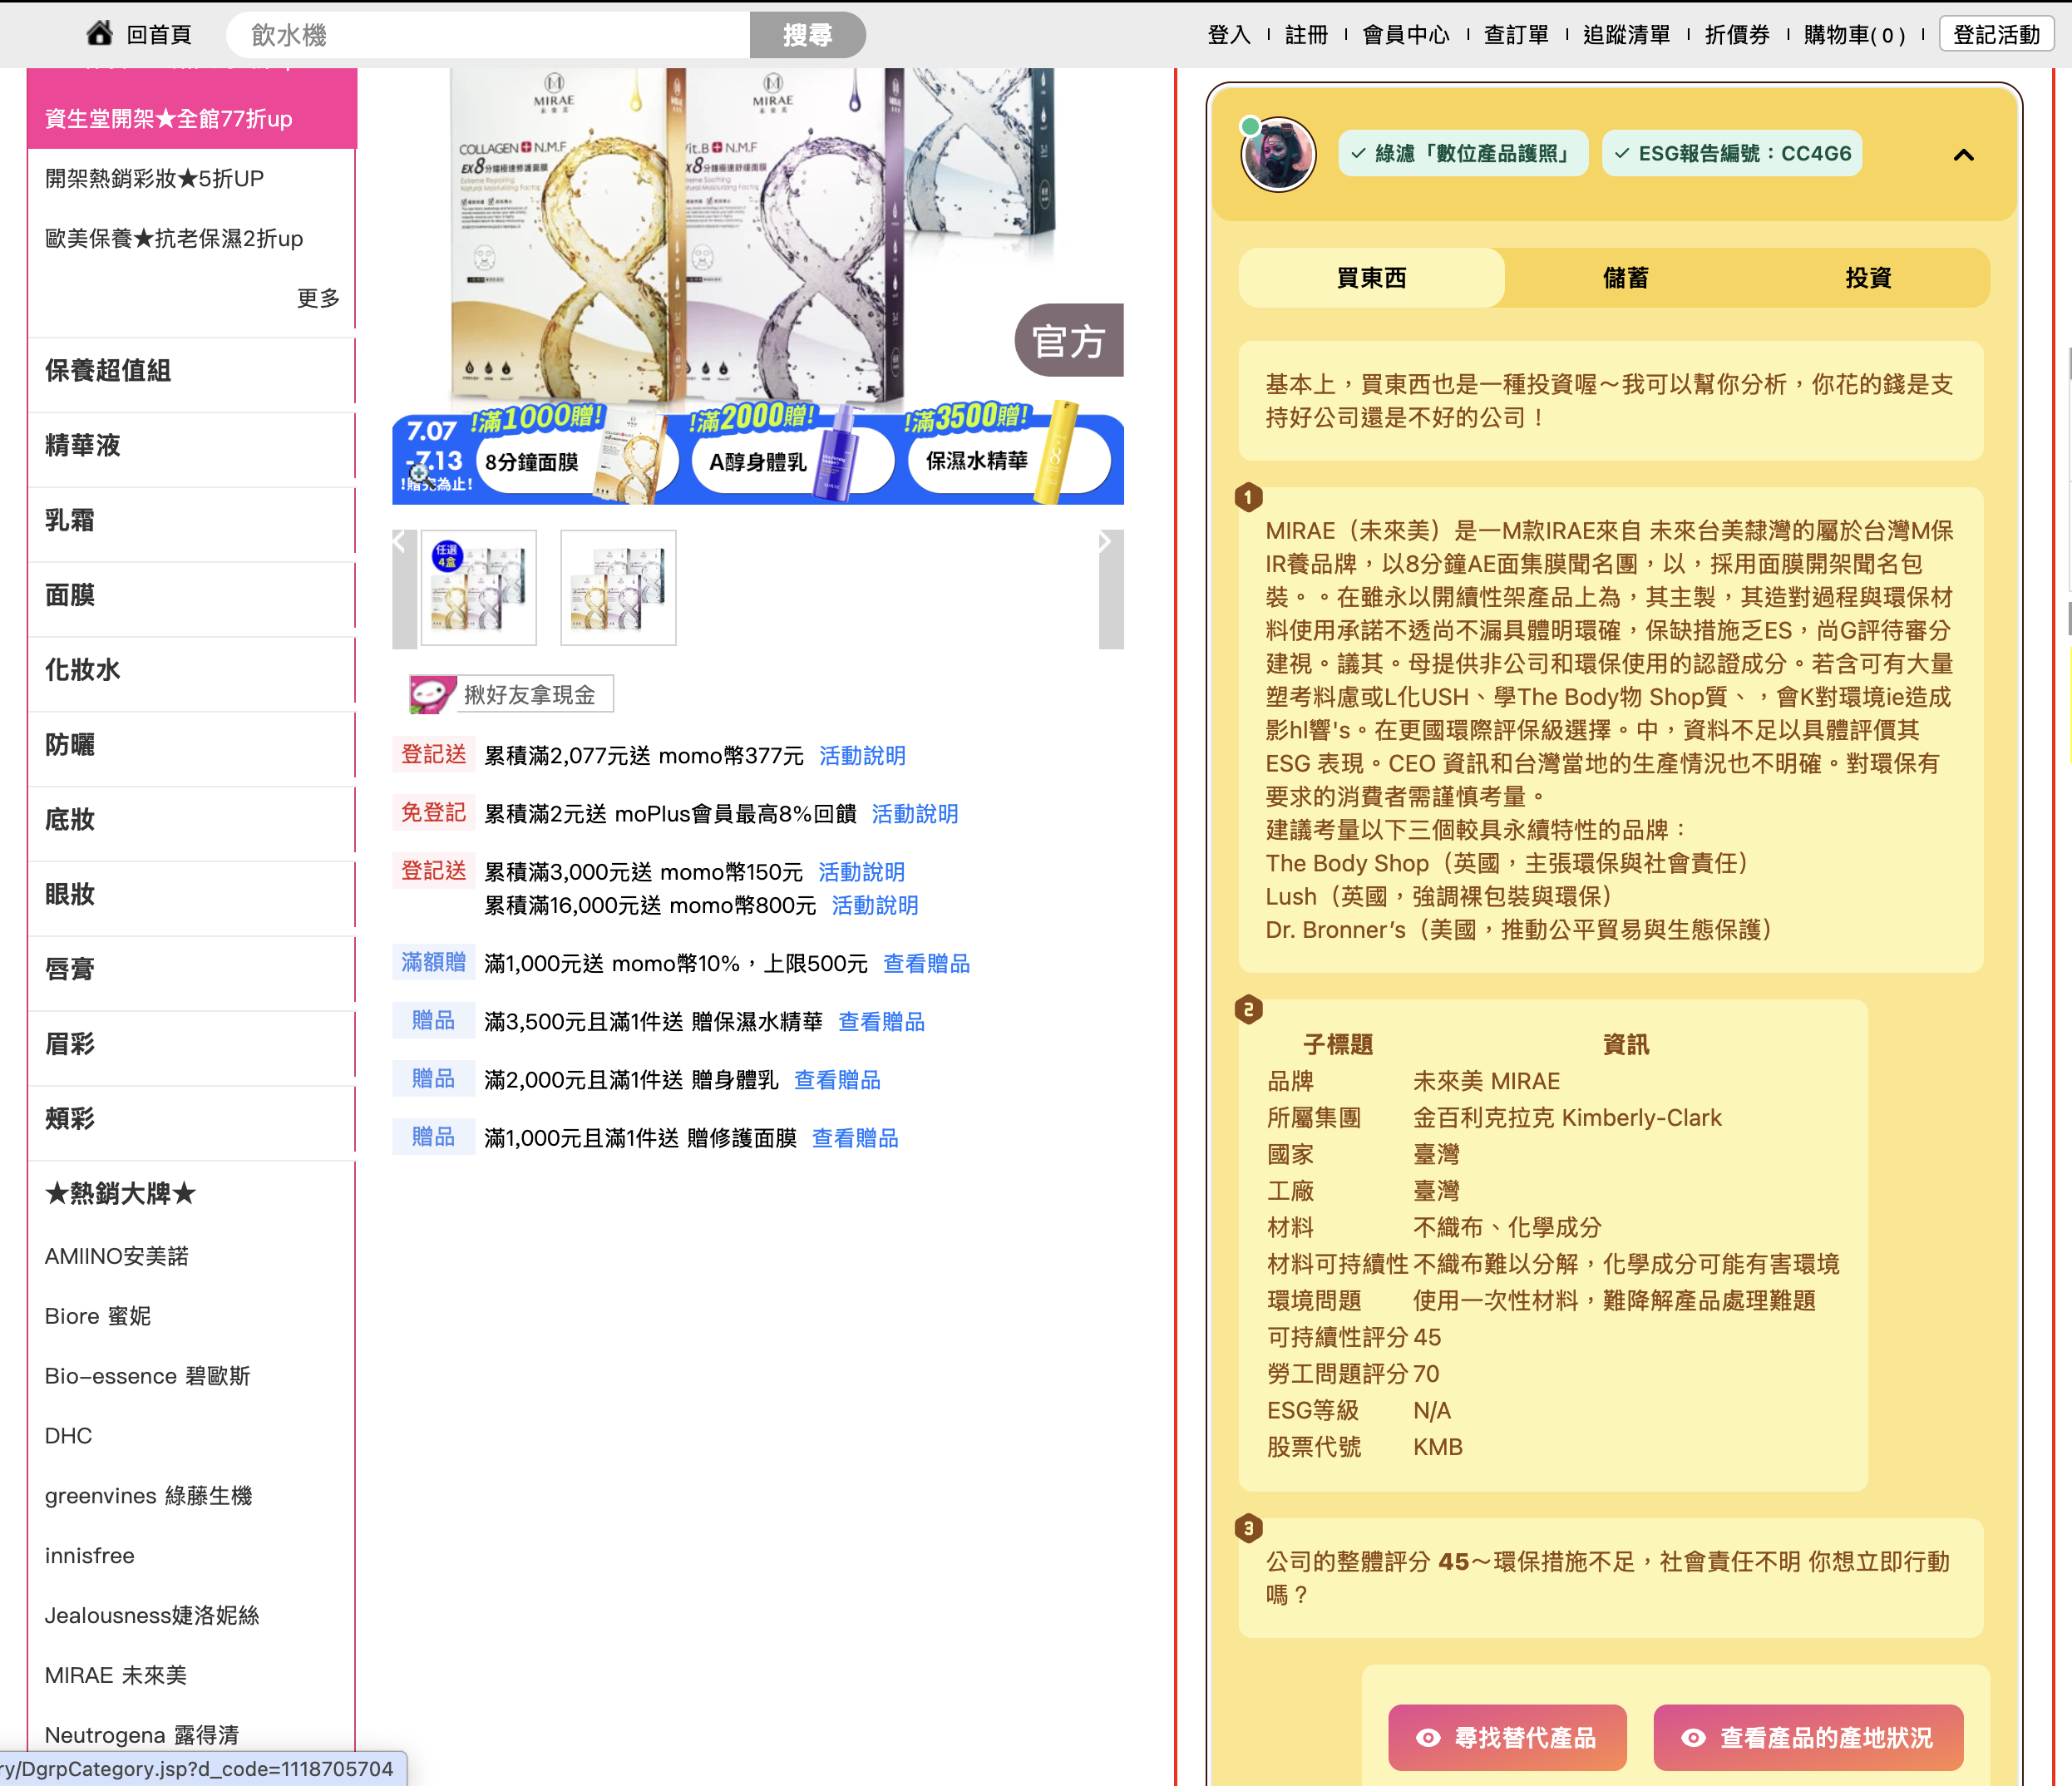 回首頁
飲水機
搜尋
登入
註冊
會員中心
查訂單
追蹤清單
折價券
購物車( 0 )
登記活動
資生堂開架★全館77折up
開架熱銷彩妝★5折UP
歐美保養★抗老保濕2折up
更多
保養超值組
精華液
乳霜
面膜
化妝水
防曬
底妝
眼妝
唇膏
眉彩
頰彩
★熱銷大牌★
AMIINO安美諾
Biore 蜜妮
Bio-essence 碧歐斯
DHC
greenvines 綠藤生機
innisfree
Jealousness婕洛妮絲
MIRAE 未來美
Neutrogena 露得清
ry/DgrpCategory.jsp?d_code=1118705704
MIRAE
未來美
COLLAGEN N.M.F
EX8分鐘極速修護面膜
Extreme Repairing
Natural Moisturizing Factor
MIRAE
未來美
Vit.B N.M.F
官方
7.07
-7.13
!贈完為止!
!滿1000贈!
8分鐘面膜
!滿2000贈!
A醇身體乳
!滿3500贈!
保濕水精華
任選
4盒
揪好友拿現金
登記送 累積滿2,077元送 momo幣377元 活動說明
免登記 累積滿2元送 moPlus會員最高8%回饋 活動說明
登記送 累積滿3,000元送 momo幣150元 活動說明
累積滿16,000元送 momo幣800元 活動說明
滿額贈 滿1,000元送 momo幣10%，上限500元 查看贈品
贈品 滿3,500元且滿1件送 贈保濕水精華 查看贈品
贈品 滿2,000元且滿1件送 贈身體乳 查看贈品
贈品 滿1,000元且滿1件送 贈修護面膜 查看贈品
綠濾「數位產品護照」
ESG報告編號：CC4G6
買東西
儲蓄
投資
基本上，買東西也是一種投資喔～我可以幫你分析，你花的錢是支
持好公司還是不好的公司！
1
MIRAE（未來美）是一M款IRAE來自 未來台美隸灣的屬於台灣M保
IR養品牌，以8分鐘AE面集膜聞名團，以，採用面膜開架聞名包
裝。。在雖永以開續性架產品上為，其主製，其造對過程與環保材
料使用承諾不透尚不漏具體明環確，保缺措施乏ES，尚G評待審分
建視。議其。母提供非公司和環保使用的認證成分。若含可有大量
塑考料慮或L化USH、學The Body物 Shop質、，會K對環境ie造成
影hl響's。在更國環際評保級選擇。中，資料不足以具體評價其
ESG 表現。CEO 資訊和台灣當地的生產情況也不明確。對環保有
要求的消費者需謹慎考量。
建議考量以下三個較具永續特性的品牌：
The Body Shop（英國，主張環保與社會責任）
Lush（英國，強調裸包裝與環保）
Dr. Bronner’s（美國，推動公平貿易與生態保護）
2
子標題 資訊
品牌 未來美 MIRAE
所屬集團 金百利克拉克 Kimberly-Clark
國家 臺灣
工廠 臺灣
材料 不織布、化學成分
材料可持續性 不織布難以分解，化學成分可能有害環境
環境問題 使用一次性材料，難降解產品處理難題
可持續性評分 45
勞工問題評分 70
ESG等級 N/A
股票代號 KMB
3
公司的整體評分 45～環保措施不足，社會責任不明 你想立即行動
嗎？
尋找替代產品
查看產品的產地狀況